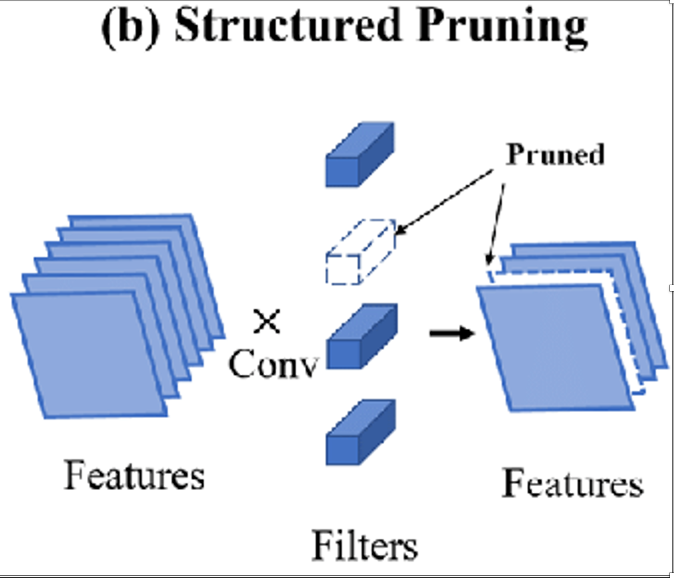 (b) Structured Pruning
Pruned
×
Conv
Features
Features
Filters